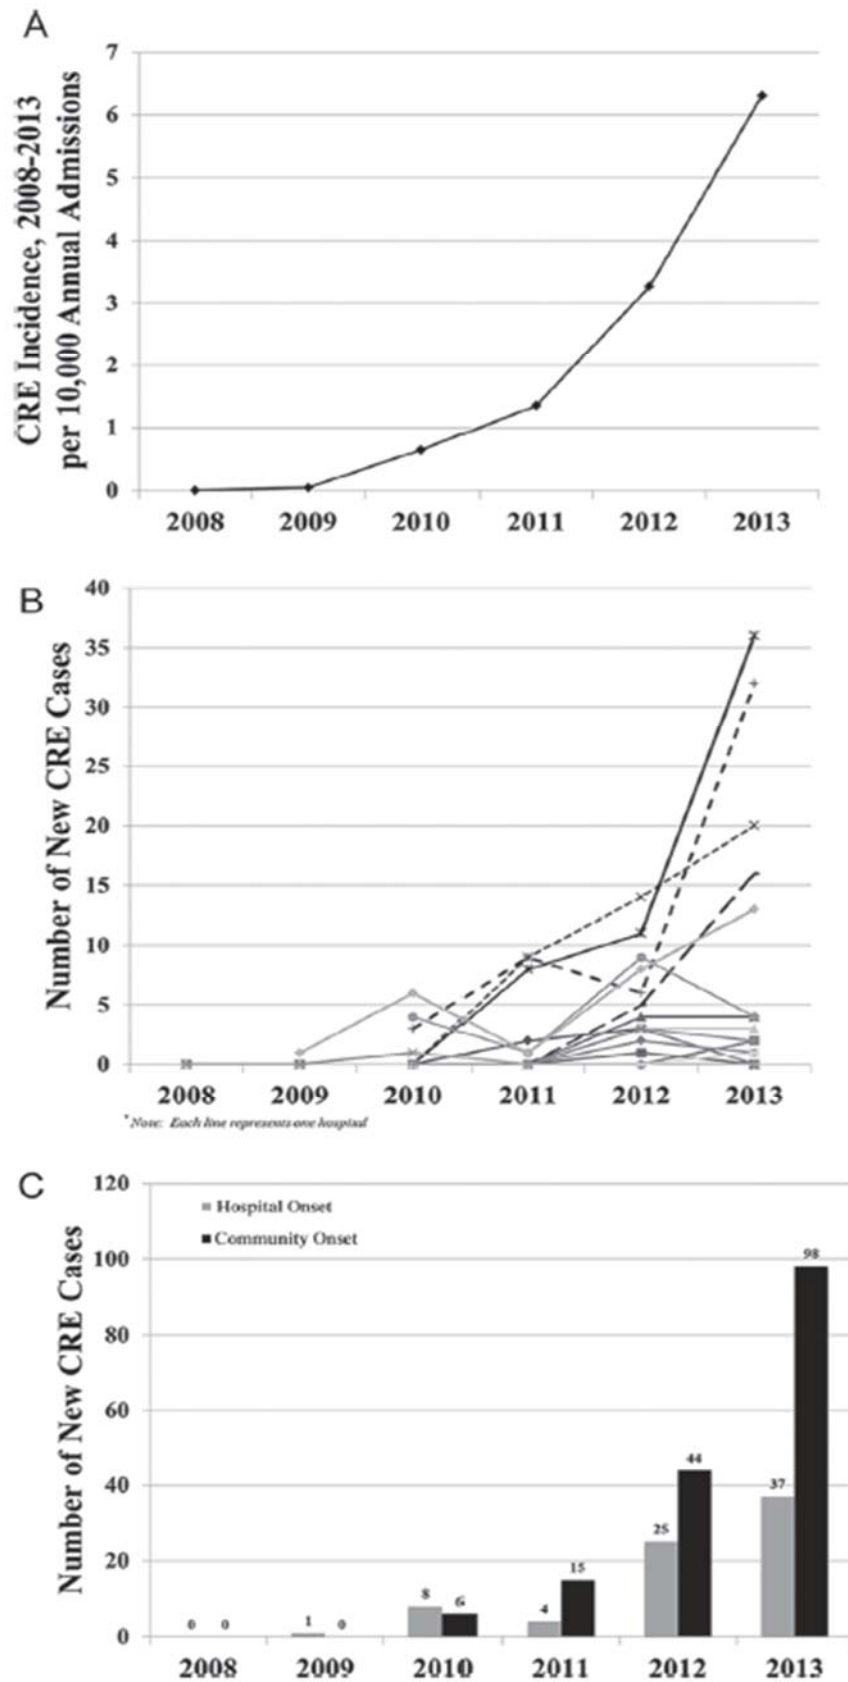 A
CRE Incidence, 2008-2013
per 10,000 Annual Admissions
7
6
5
4
3
2
1
0
2008 2009 2010 2011 2012 2013
B
Number of New CRE Cases
40
35
30
25
20
15
10
5
0
2008 2009 2010 2011 2012 2013
*Note: Each line represents one hospital
C
Number of New CRE Cases
120
100
80
60
40
20
0
Hospital Onset
Community Onset
0 0 1 0 8 6 4 15 25 44 37 98
2008 2009 2010 2011 2012 2013